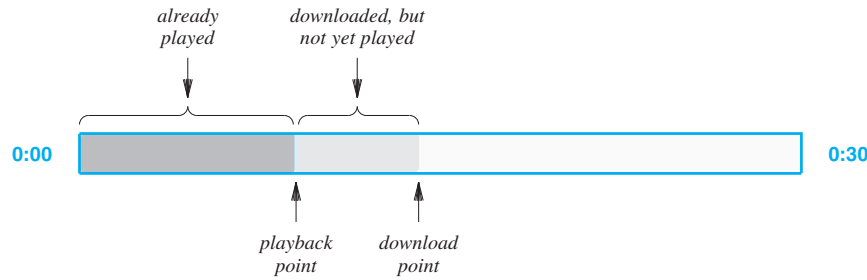 already
played
downloaded, but
not yet played
0:00
0:30
playback
point
download
point